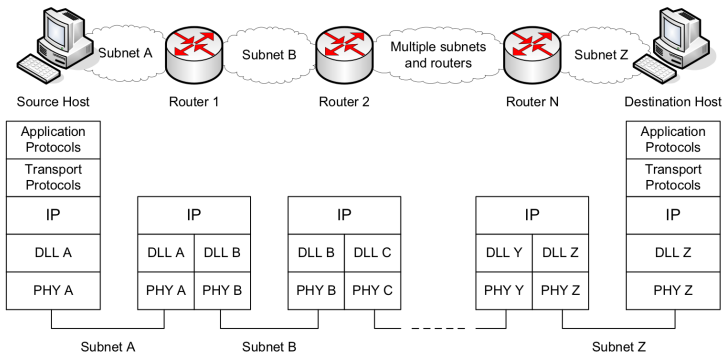 Subnet A
Subnet B
Multiple subnets
and routers
Subnet Z
Source Host
Router 1
Router 2
Router N
Destination Host
Application
Protocols
Application
Protocols
Transport
Protocols
Transport
Protocols
IP
IP
IP
IP
IP
DLL A
DLL A
DLL B
DLL B
DLL C
DLL Y
DLL Z
DLL Z
PHY A
PHY A
PHY B
PHY B
PHY C
PHY Y
PHY Z
PHY Z
Subnet A
Subnet B
Subnet Z